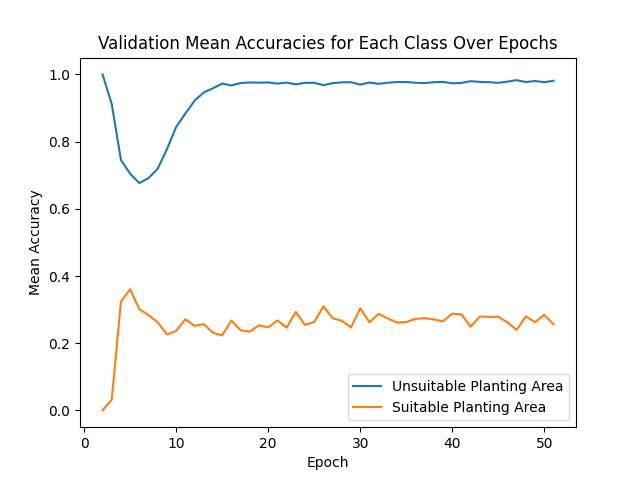 Validation Mean Accuracies for Each Class Over Epochs
1.0
0.8
0.6
0.4
0.2
0.0
Mean Accuracy
Unsuitable Planting Area
Suitable Planting Area
0 10 20 30 40 50
Epoch